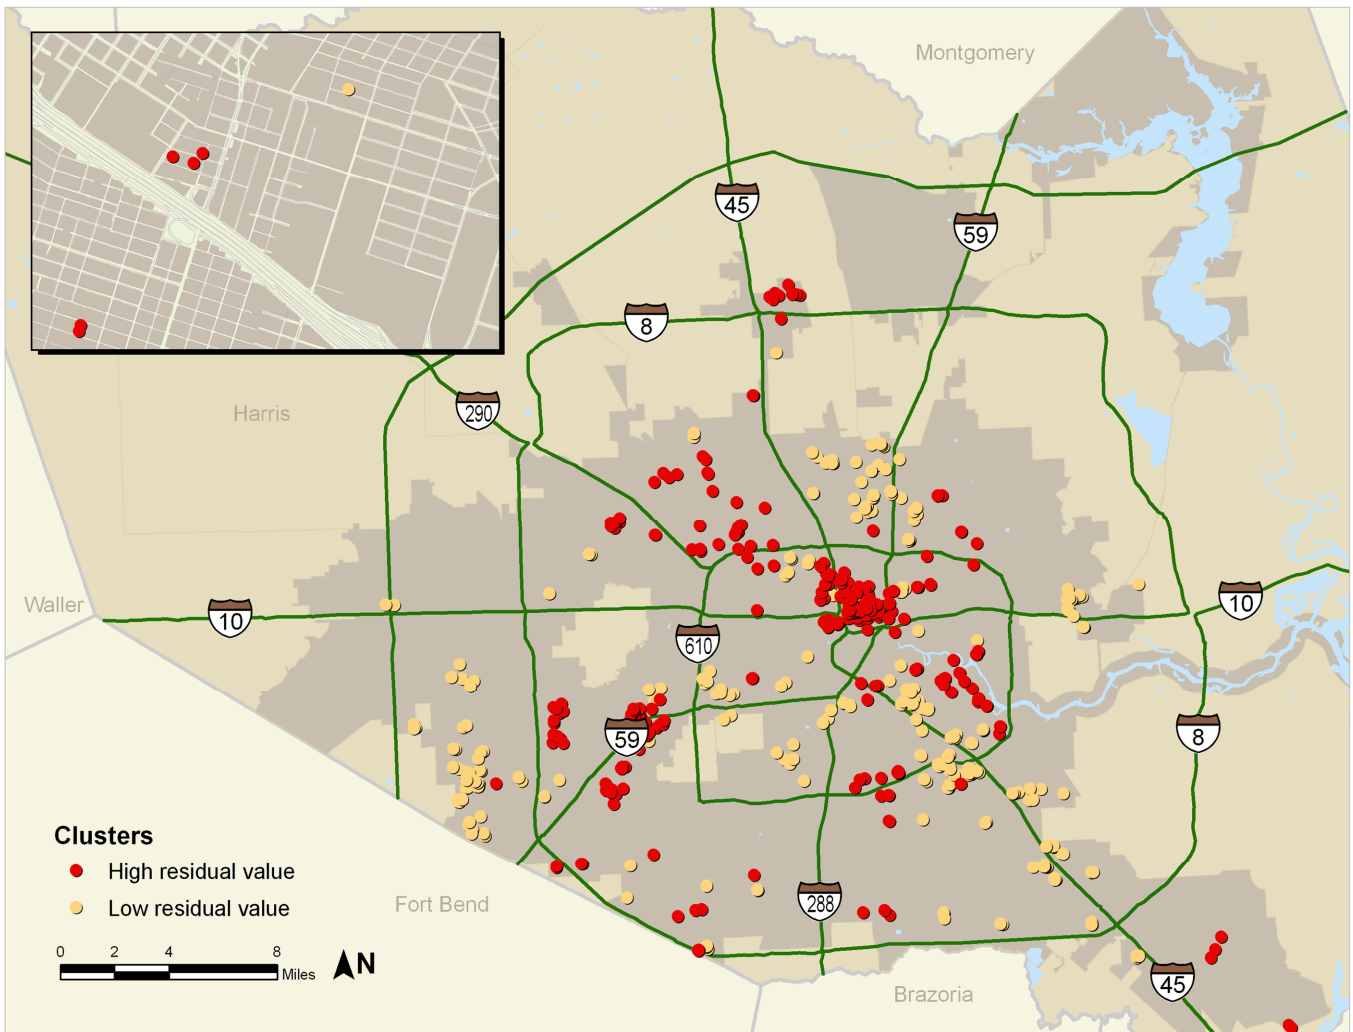 Montgomery
45
59
8
290
Harris
Waller
10
10
610
59
8
Clusters
High residual value
Low residual value
Fort Bend
288
0 2 4 8
Miles
N
45
Brazoria